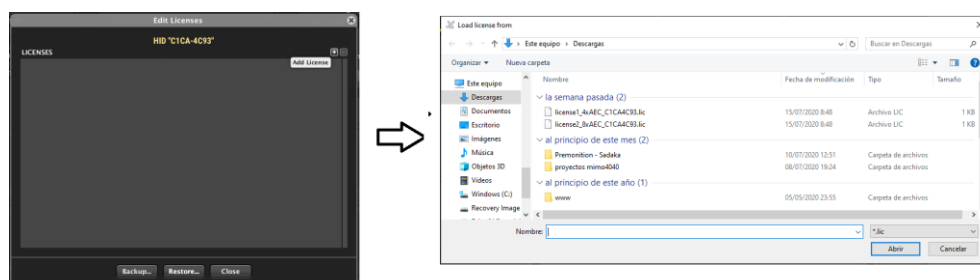 Edit Licenses
HID "C1CA-4C93"
LICENSES
Add License
Backup... Restore... Close
Load license from
Este equipo > Descargas
Buscar en Descargas
Organizar Nueva carpeta
Este equipo
Descargas
Documentos
Escritorio
Imágenes
Música
Objetos 3D
Vídeos
Windows (C:)
Recovery Image
Nombre Fecha de modificación Tipo Tamaño
la semana pasada (2)
license1_4xAEC_C1CA4C93.lic 15/07/2020 8:48 Archivo LIC 1 KB
license2_8xAEC_C1CA4C93.lic 15/07/2020 8:48 Archivo LIC 1 KB
al principio de este mes (2)
Premonition - Sadaka 10/07/2020 12:51 Carpeta de archivos
proyectos mimo4040 08/07/2020 19:24 Carpeta de archivos
al principio de este año (1)
www 05/05/2020 23:55 Carpeta de archivos
Nombre: *.lic
Abrir Cancelar